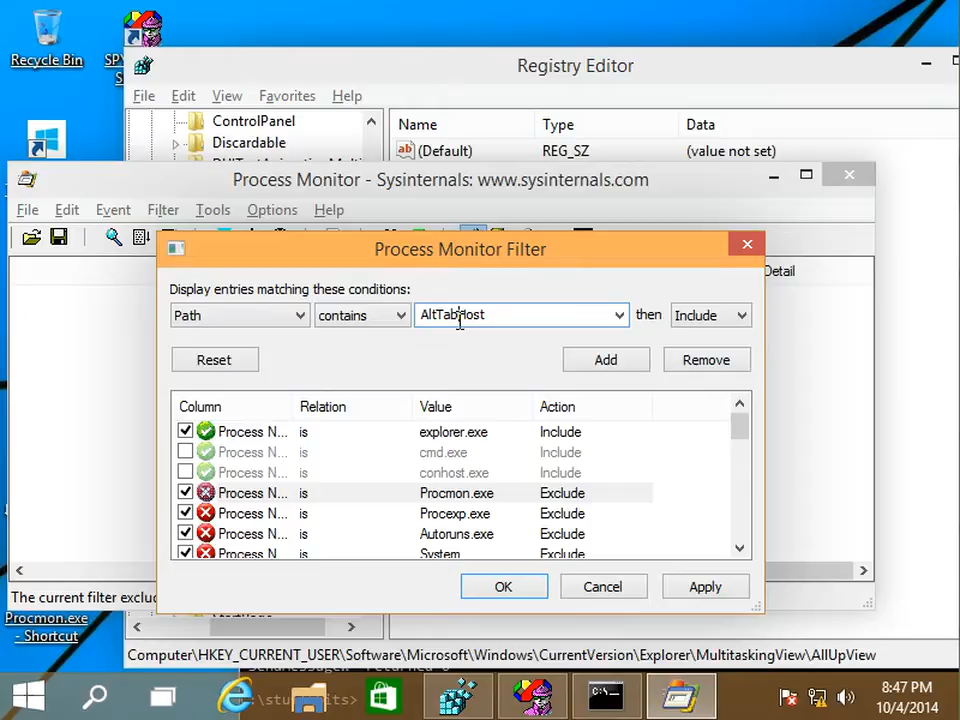 Recycle Bin
SPY
S
Registry Editor
File Edit View Favorites Help
ControlPanel
Discardable
Name Type Data
(Default) REG_SZ (value not set)
Process Monitor - Sysinternals: www.sysinternals.com
File Edit Event Filter Tools Options Help
Detail
Process Monitor Filter
Display entries matching these conditions:
Path contains AltTabHost then Include
Reset Add Remove
Column Relation Value Action
Process N... is explorer.exe Include
Process N... is cmd.exe Include
Process N... is conhost.exe Include
Process N... is Procmon.exe Exclude
Process N... is Procexp.exe Exclude
Process N... is Autoruns.exe Exclude
Process N... is System Exclude
OK Cancel Apply
The current filter exclu
Procmon.exe
- Shortcut
Computer\HKEY_CURRENT_USER\Software\Microsoft\Windows\CurrentVersion\Explorer\MultitaskingView\AllUpView
8:47 PM
10/4/2014